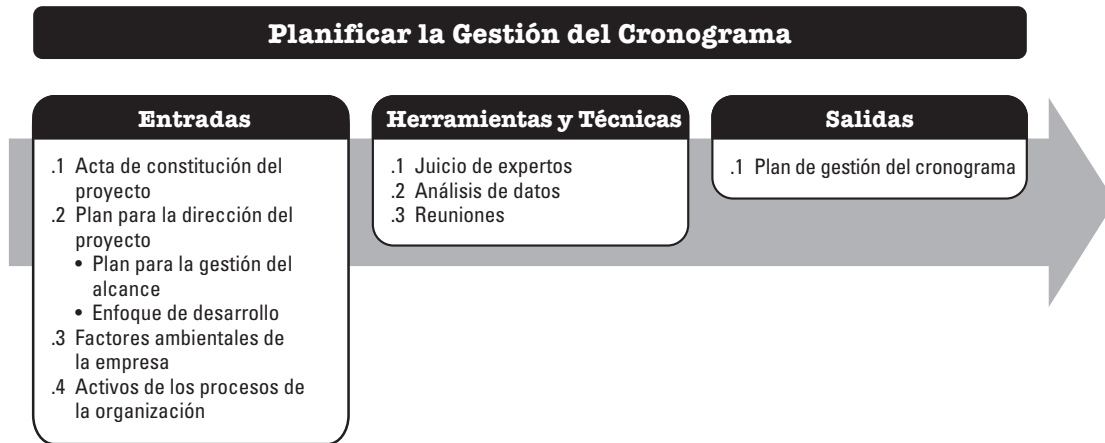 Planificar la Gestión del Cronograma
Entradas
.1 Acta de constitución del
proyecto
.2 Plan para la dirección del
proyecto
• Plan para la gestión del
alcance
• Enfoque de desarrollo
.3 Factores ambientales de
la empresa
.4 Activos de los procesos de
la organización
Herramientas y Técnicas
.1 Juicio de expertos
.2 Análisis de datos
.3 Reuniones
Salidas
.1 Plan de gestión del cronograma